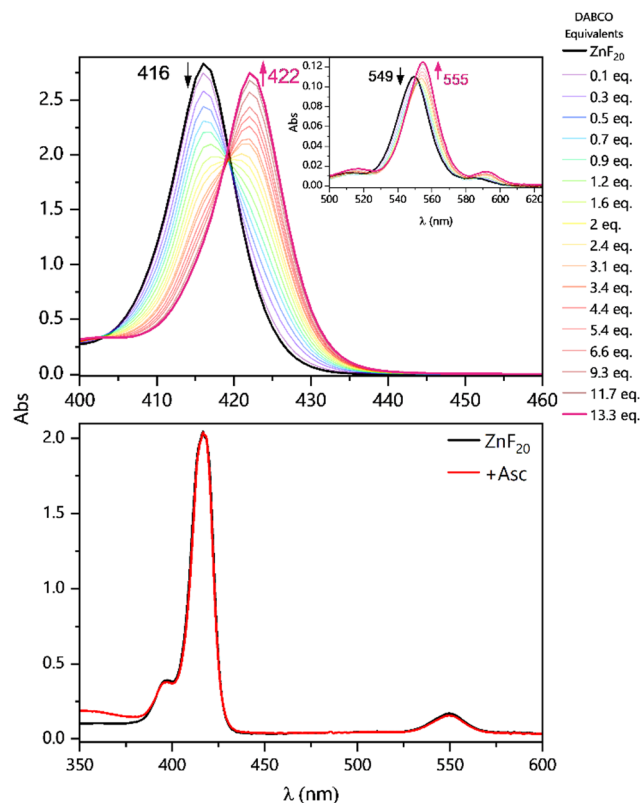 DABCO
Equivalents
ZnF20
0.1 eq.
0.3 eq.
0.5 eq.
0.7 eq.
0.9 eq.
1.2 eq.
1.6 eq.
2 eq.
2.4 eq.
3.1 eq.
3.4 eq.
4.4 eq.
5.4 eq.
6.6 eq.
9.3 eq.
11.7 eq.
13.3 eq.
416
422
2.5
2.0
1.5
1.0
0.5
0.0
400 410 420 430 440 450 460
549
555
Abs
0.12
0.10
0.08
0.06
0.04
0.02
0.00
500 520 540 560 580 600 620
λ (nm)
Abs
ZnF20
+Asc
2.0
1.5
1.0
0.5
0.0
350 400 450 500 550 600
λ (nm)